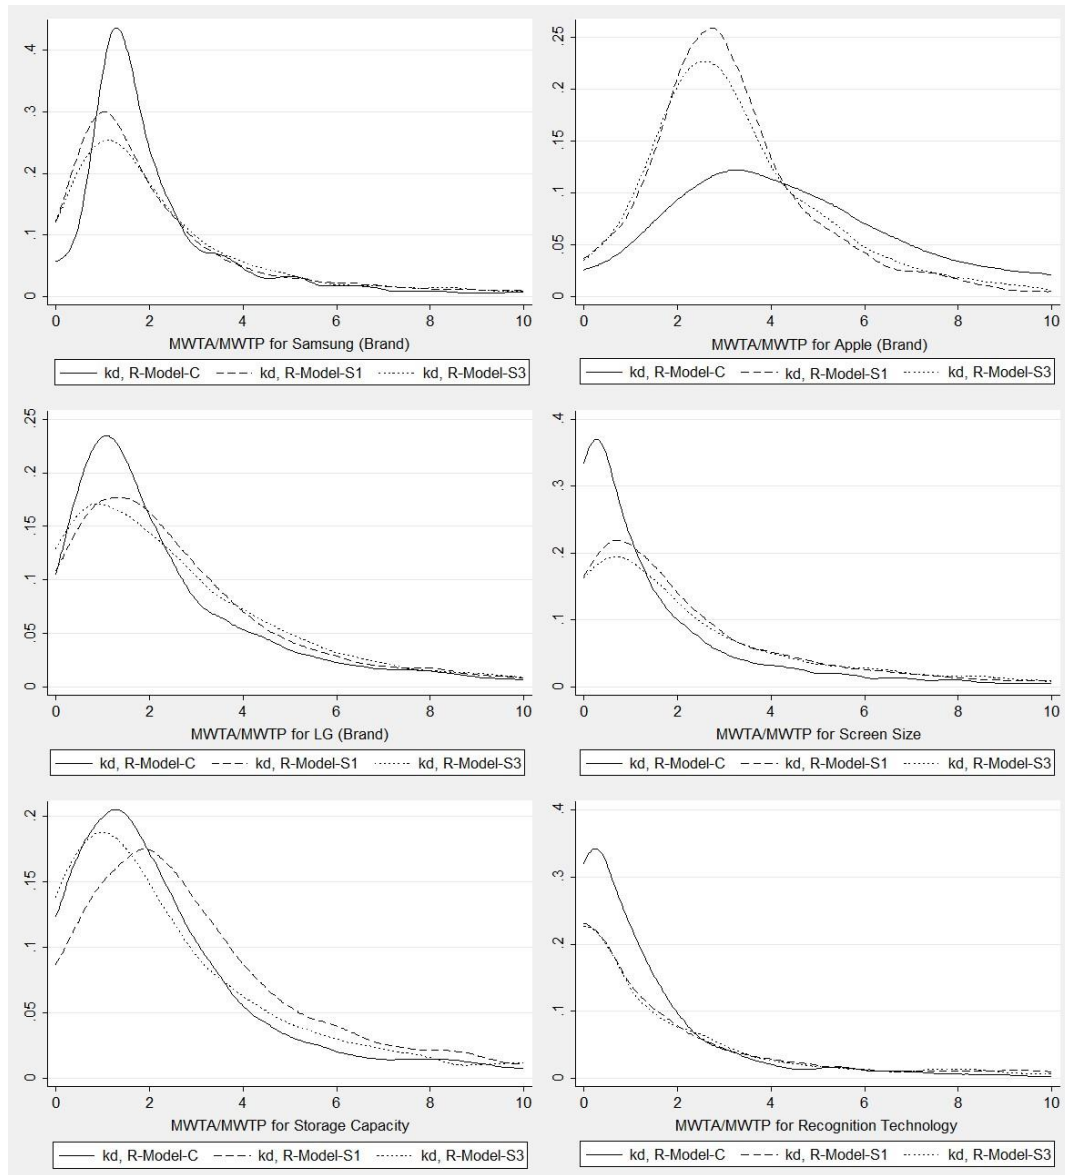 .4
.3
.2
.1
0
0 2 4 6 8 10
MWTA/MWTP for Samsung (Brand)
kd, R-Model-C kd, R-Model-S1 kd, R-Model-S3
.25
.2
.15
.1
.05
0
0 2 4 6 8 10
MWTA/MWTP for Apple (Brand)
kd, R-Model-C kd, R-Model-S1 kd, R-Model-S3
.25
.2
.15
.1
.05
0
0 2 4 6 8 10
MWTA/MWTP for LG (Brand)
kd, R-Model-C kd, R-Model-S1 kd, R-Model-S3
.4
.3
.2
.1
0
0 2 4 6 8 10
MWTA/MWTP for Screen Size
kd, R-Model-C kd, R-Model-S1 kd, R-Model-S3
.2
.15
.1
.05
0
0 2 4 6 8 10
MWTA/MWTP for Storage Capacity
kd, R-Model-C kd, R-Model-S1 kd, R-Model-S3
.4
.3
.2
.1
0
0 2 4 6 8 10
MWTA/MWTP for Recognition Technology
kd, R-Model-C kd, R-Model-S1 kd, R-Model-S3